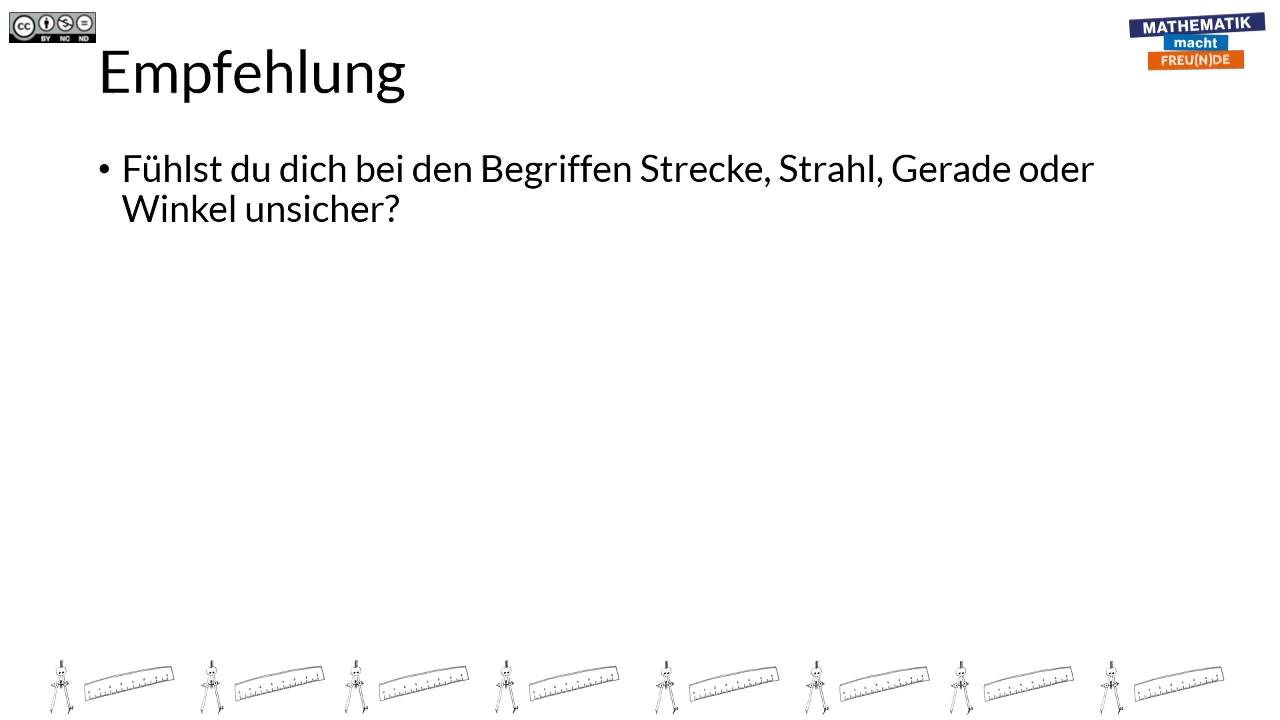 cc
BY NC ND
MATHEMATIK
macht
FREU(N)DE
Empfehlung
• Fühlst du dich bei den Begriffen Strecke, Strahl, Gerade oder
Winkel unsicher?